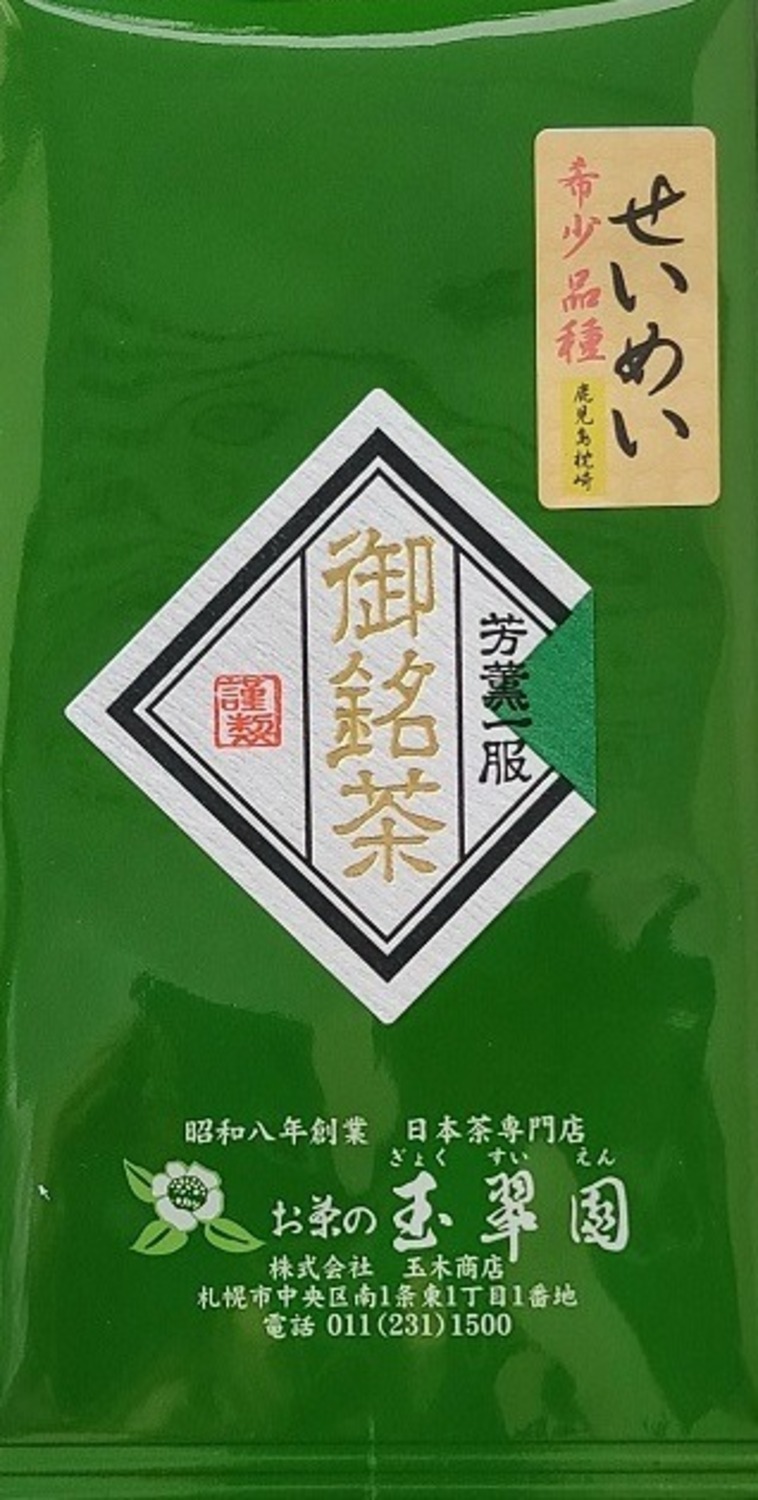 せいめい
希少品種
鹿児島枕崎
芳薫一服
御銘茶
謹製
昭和八年創業　日本茶専門店
ぎょく すい えん
お茶の玉翠園
株式会社　玉木商店
札幌市中央区南1条東1丁目1番地
電話 011(231)1500